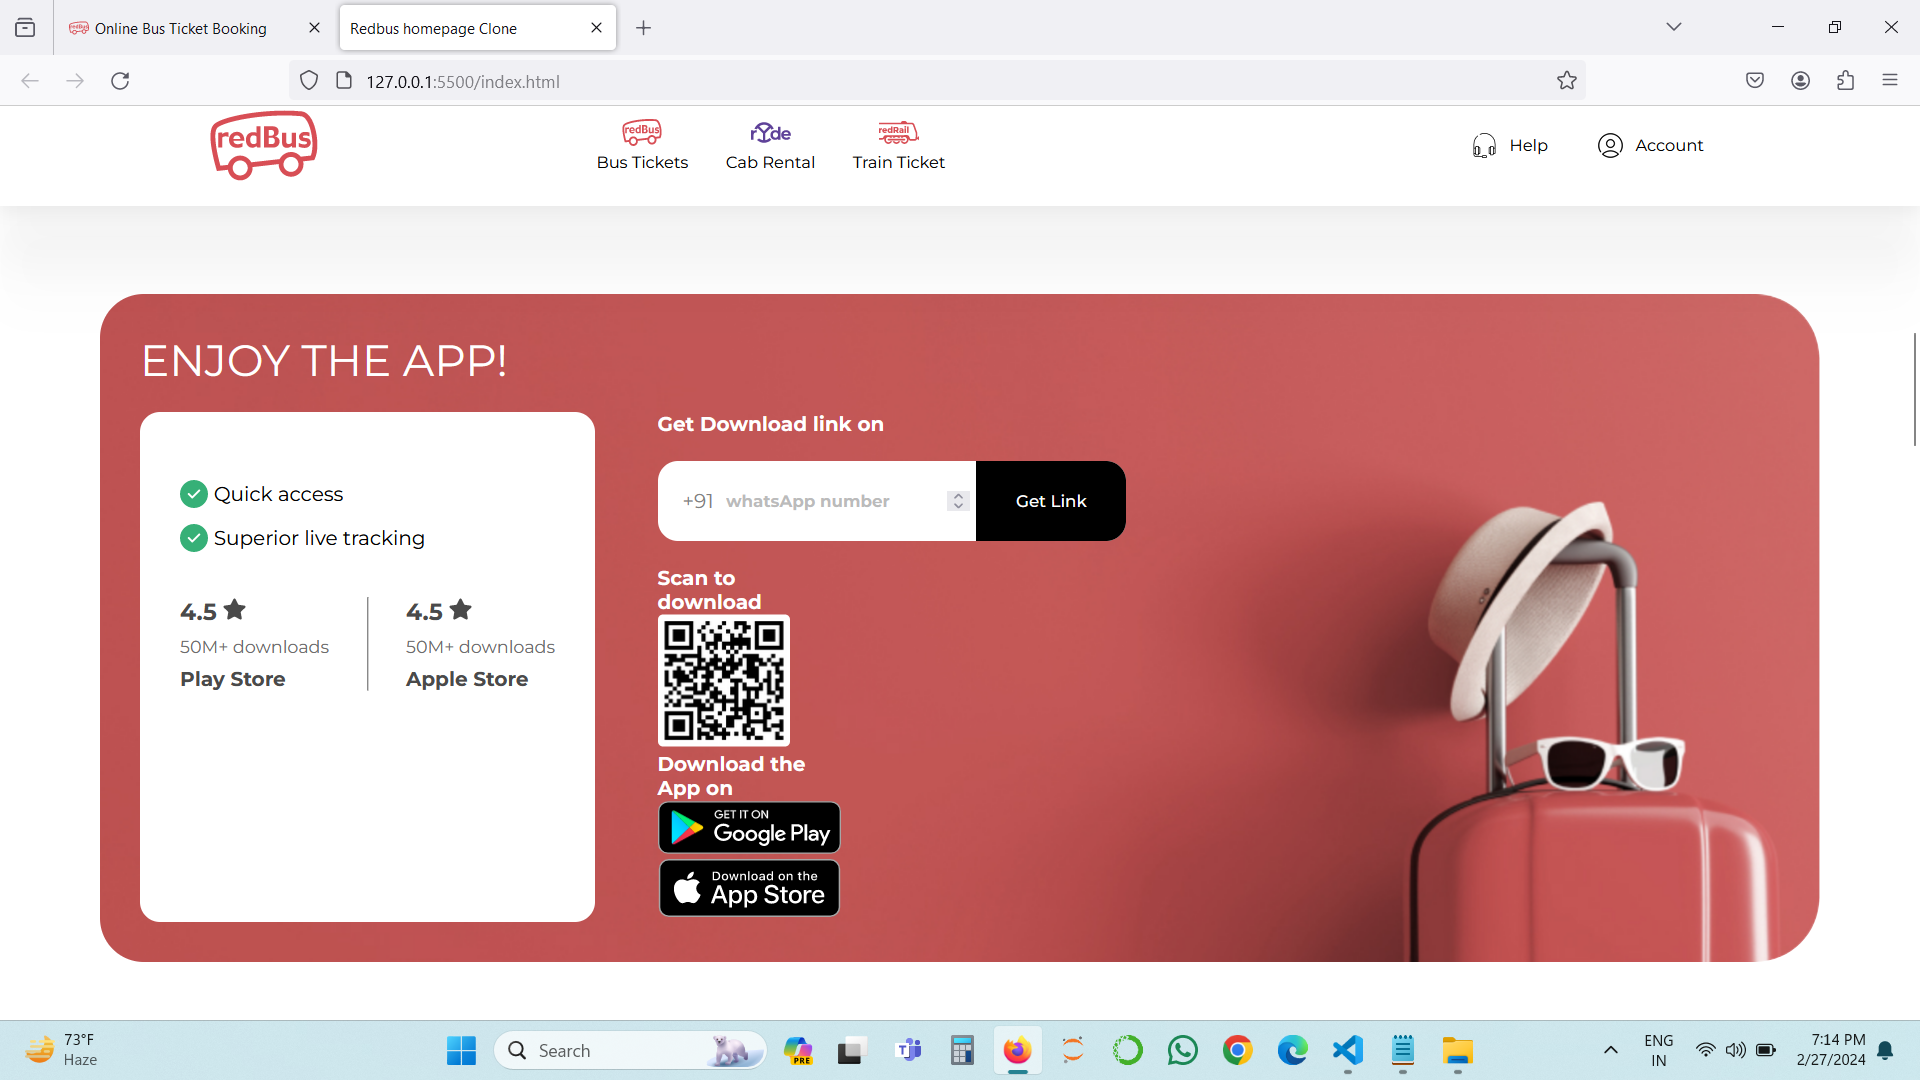 Online Bus Ticket Booking
Redbus homepage Clone
127.0.0.1:5500/index.html
redBus
redBus
Bus Tickets
rYde
Cab Rental
redRail
Train Ticket
Help
Account
ENJOY THE APP!
Quick access
Superior live tracking
4.5
50M+ downloads
Play Store
4.5
50M+ downloads
Apple Store
Get Download link on
+91 whatsApp number
Get Link
Scan to
download
Download the
App on
GET IT ON
Google Play
Download on the
App Store
73°F
Haze
Search
PRE
ENG
IN
7:14 PM
2/27/2024